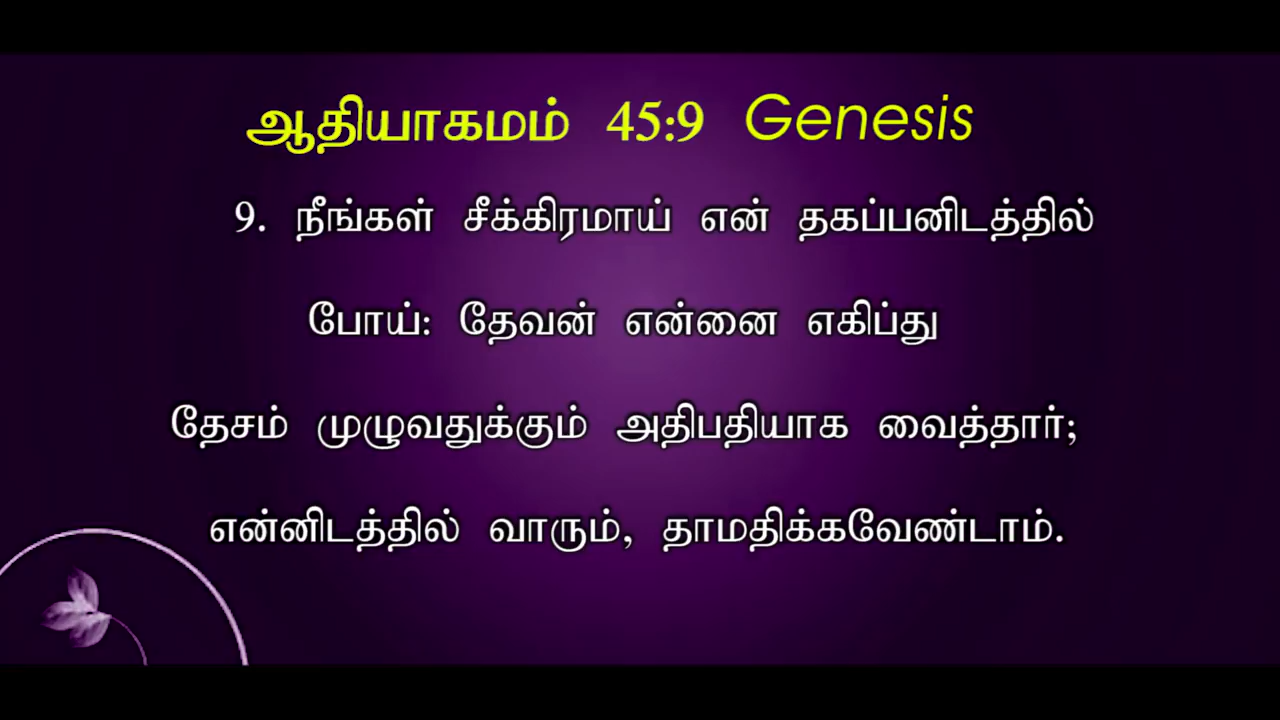 ஆதியாகமம் 45:9 Genesis
9. நீங்கள் சீக்கிரமாய் என் தகப்பனிடத்தில்
போய்: தேவன் என்னை எகிப்து
தேசம் முழுவதுக்கும் அதிபதியாக வைத்தார்;
என்னிடத்தில் வாரும், தாமதிக்கவேண்டாம்.